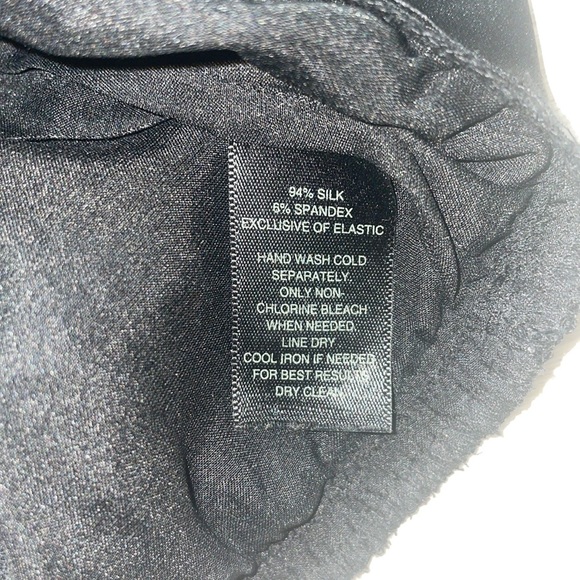 94% SILK
6% SPANDEX
EXCLUSIVE OF ELASTIC
HAND WASH COLD
SEPARATELY.
ONLY NON-
CHLORINE BLEACH
WHEN NEEDED.
LINE DRY
COOL IRON IF NEEDED
FOR BEST RESULTS
DRY CLEAN